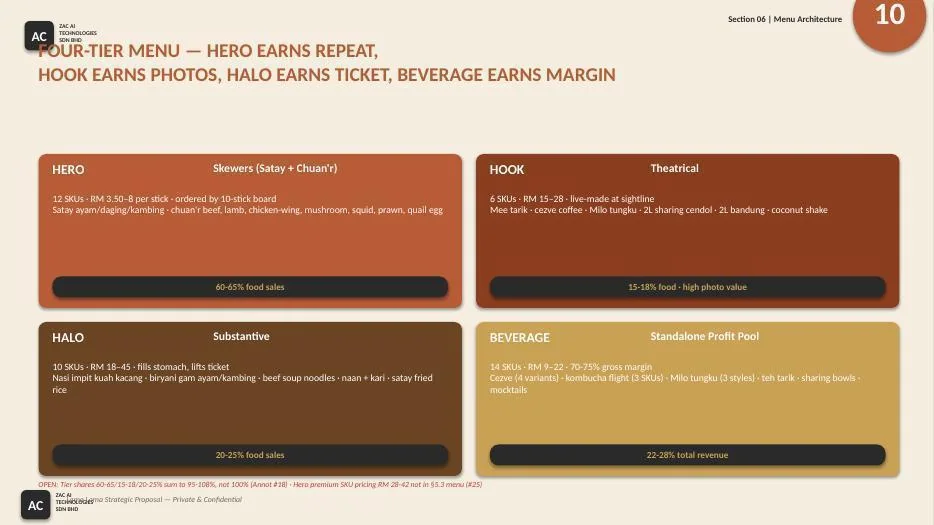 AC
ZAC AI
TECHNOLOGIES
SDN BHD
Section 06 | Menu Architecture
10
FOUR-TIER MENU — HERO EARNS REPEAT,
HOOK EARNS PHOTOS, HALO EARNS TICKET, BEVERAGE EARNS MARGIN
HERO
Skewers (Satay + Chuan'r)
12 SKUs · RM 3.50–8 per stick · ordered by 10-stick board
Satay ayam/daging/kambing · chuan'r beef, lamb, chicken-wing, mushroom, squid, prawn, quail egg
60-65% food sales
HOOK
Theatrical
6 SKUs · RM 15–28 · live-made at sightline
Mee tarik · cezve coffee · Milo tungku · 2L sharing cendol · 2L bandung · coconut shake
15-18% food · high photo value
HALO
Substantive
10 SKUs · RM 18–45 · fills stomach, lifts ticket
Nasi impit kuah kacang · biryani gam ayam/kambing · beef soup noodles · naan + kari · satay fried
rice
20-25% food sales
BEVERAGE
Standalone Profit Pool
14 SKUs · RM 9–22 · 70-75% gross margin
Cezve (4 variants) · kombucha flight (3 SKUs) · Milo tungku (3 styles) · teh tarik · sharing bowls ·
mocktails
22-28% total revenue
OPEN: Tier shares 60-65/15-18/20-25% sum to 95-108%, not 100% (Annot #18) · Hero premium SKU pricing RM 28-42 not in §5.3 menu (#25)
AC
ZAC AI
TECHNOLOGIES
SDN BHD
Strategic Proposal — Private & Confidential